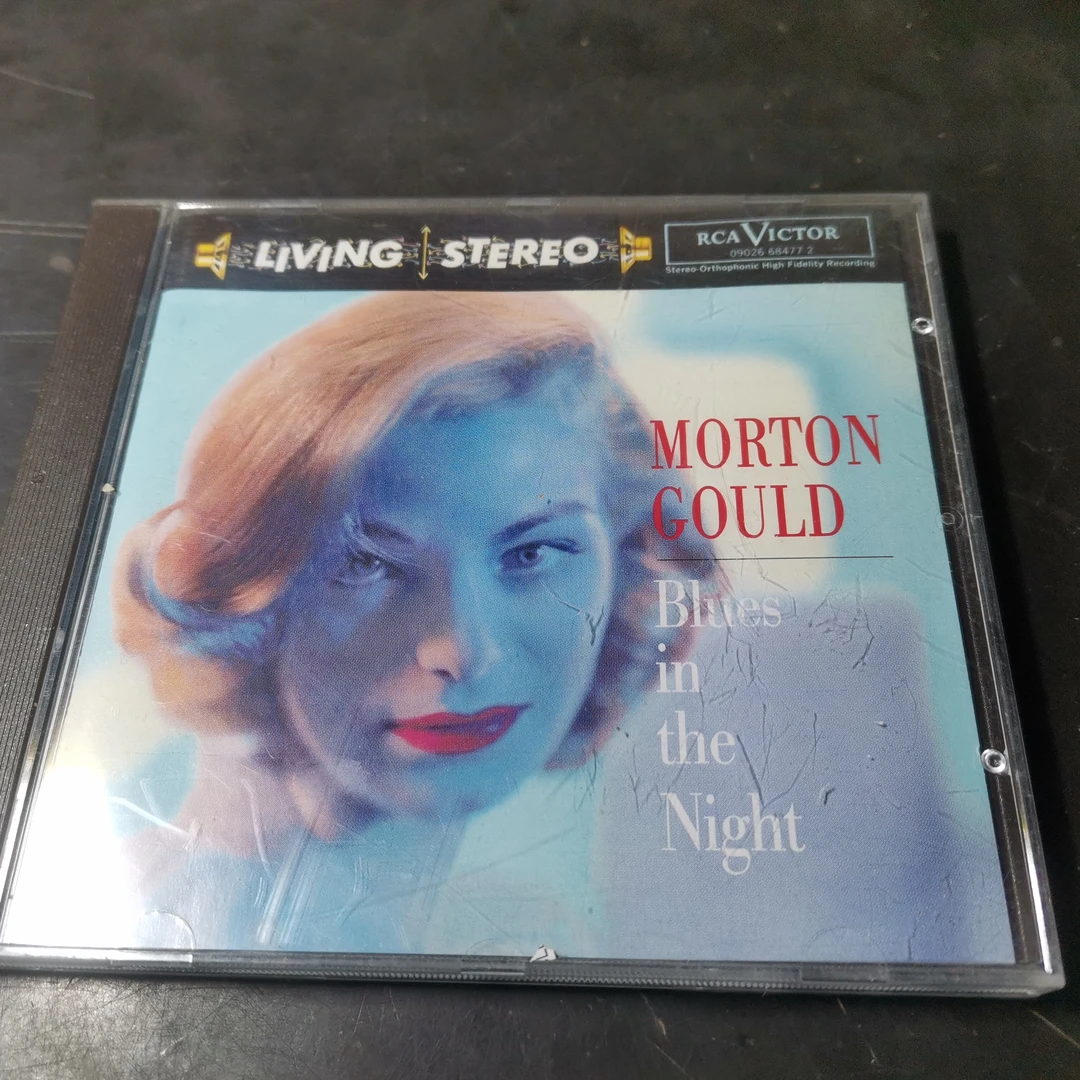 LIVING STEREO
RCA VICTOR
09026 68477 2
Stereo-Orthophonic High Fidelity Recording
MORTON
GOULD
Blues
in
the
Night